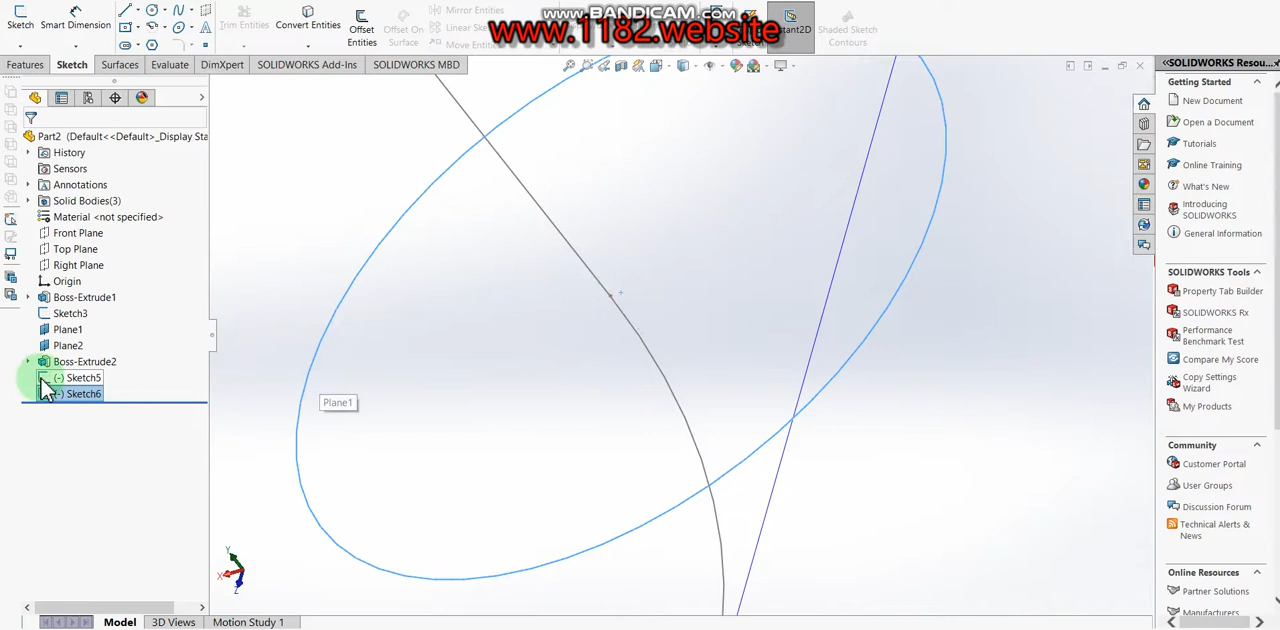 www.BANDICAM.com
www.1182.website
Sketch
Smart Dimension
Trim Entities
Convert Entities
Offset Entities
Offset On Surface
Mirror Entities
Linear Sk
Move Entit
Instant2D
Shaded Sketch Contours
Features
Sketch
Surfaces
Evaluate
DimXpert
SOLIDWORKS Add-Ins
SOLIDWORKS MBD
Part2 (Default<<Default>_Display Sta
History
Sensors
Annotations
Solid Bodies(3)
Material <not specified>
Front Plane
Top Plane
Right Plane
Origin
Boss-Extrude1
Sketch3
Plane1
Plane2
Boss-Extrude2
(-) Sketch5
(-) Sketch6
Plane1
Y
X
Z
Model
3D Views
Motion Study 1
SOLIDWORKS Resou...
Getting Started
New Document
Open a Document
Tutorials
Online Training
What's New
Introducing SOLIDWORKS
General Information
SOLIDWORKS Tools
Property Tab Builder
SOLIDWORKS Rx
Performance Benchmark Test
Compare My Score
Copy Settings Wizard
My Products
Community
Customer Portal
User Groups
Discussion Forum
Technical Alerts & News
Online Resources
Partner Solutions
Manufacturers